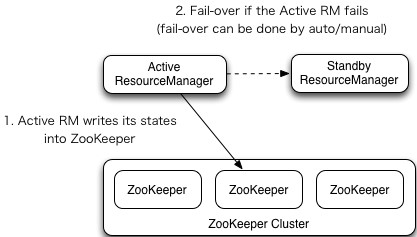 2. Fail-over if the Active RM fails
(fail-over can be done by auto/manual)
Active
ResourceManager
Standby
ResourceManager
1. Active RM writes its states
into ZooKeeper
ZooKeeper
ZooKeeper
ZooKeeper
ZooKeeper Cluster